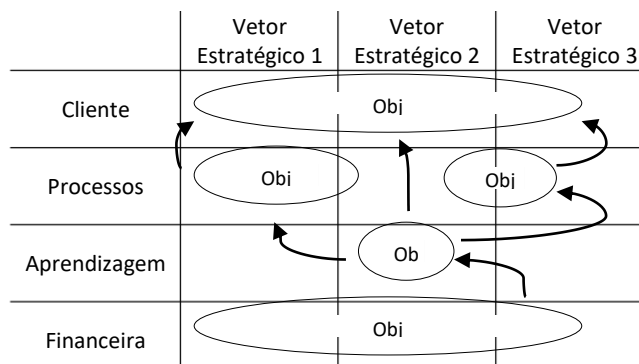 Vetor Vetor Vetor
Estratégico 1 Estratégico 2 Estratégico 3
Cliente Obj
Processos Obj Obj
Aprendizagem Ob
Financeira Obj